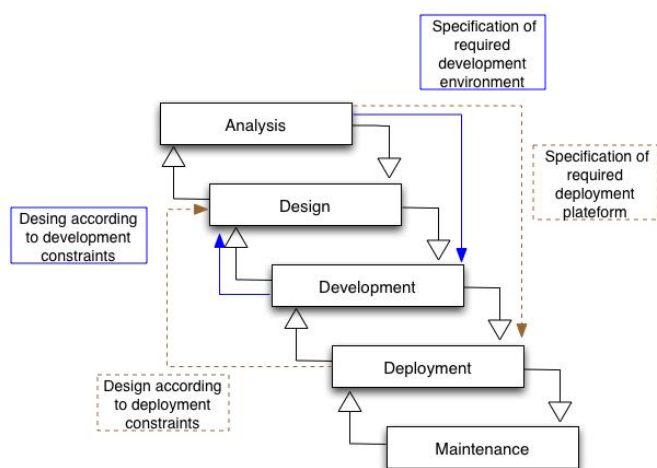 Specification of
required
development
environment
Analysis
Specification of
required
deployment
plateform
Design
Desing according
to development
constraints
Development
Deployment
Design according
to deployment
constraints
Maintenance